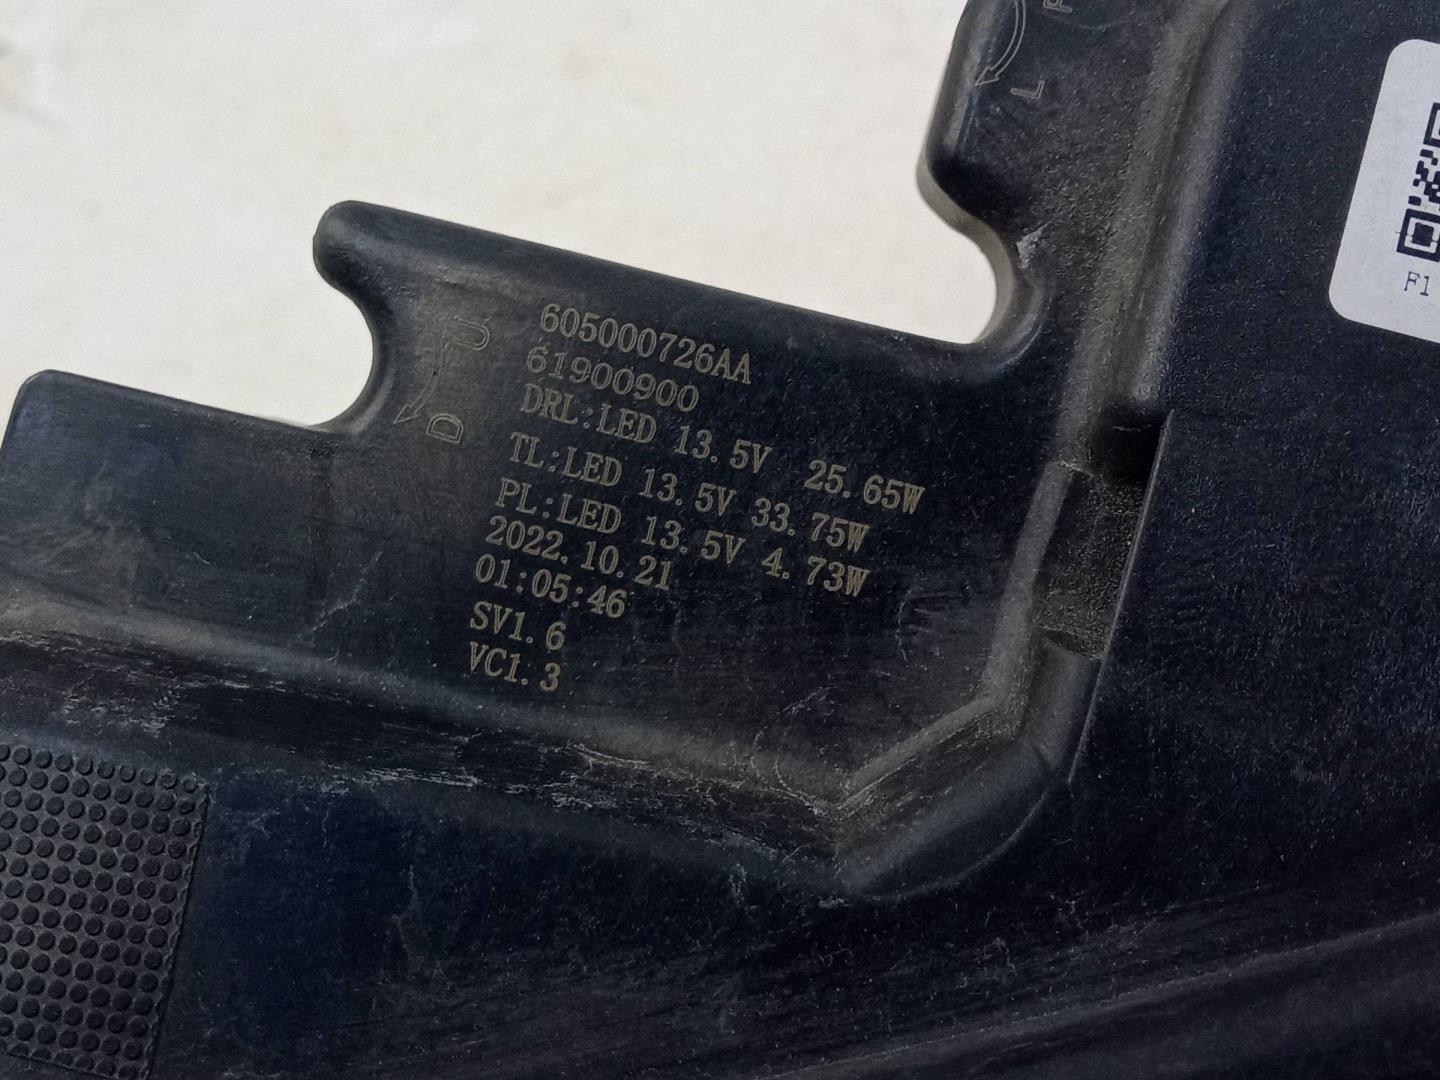 L
F1
U
D
605000726AA
61900900
DRL:LED 13.5V 25.65W
TL:LED 13.5V 33.75W
PL:LED 13.5V 4.73W
2022.10.21
01:05:46
SV1.6
VC1.3